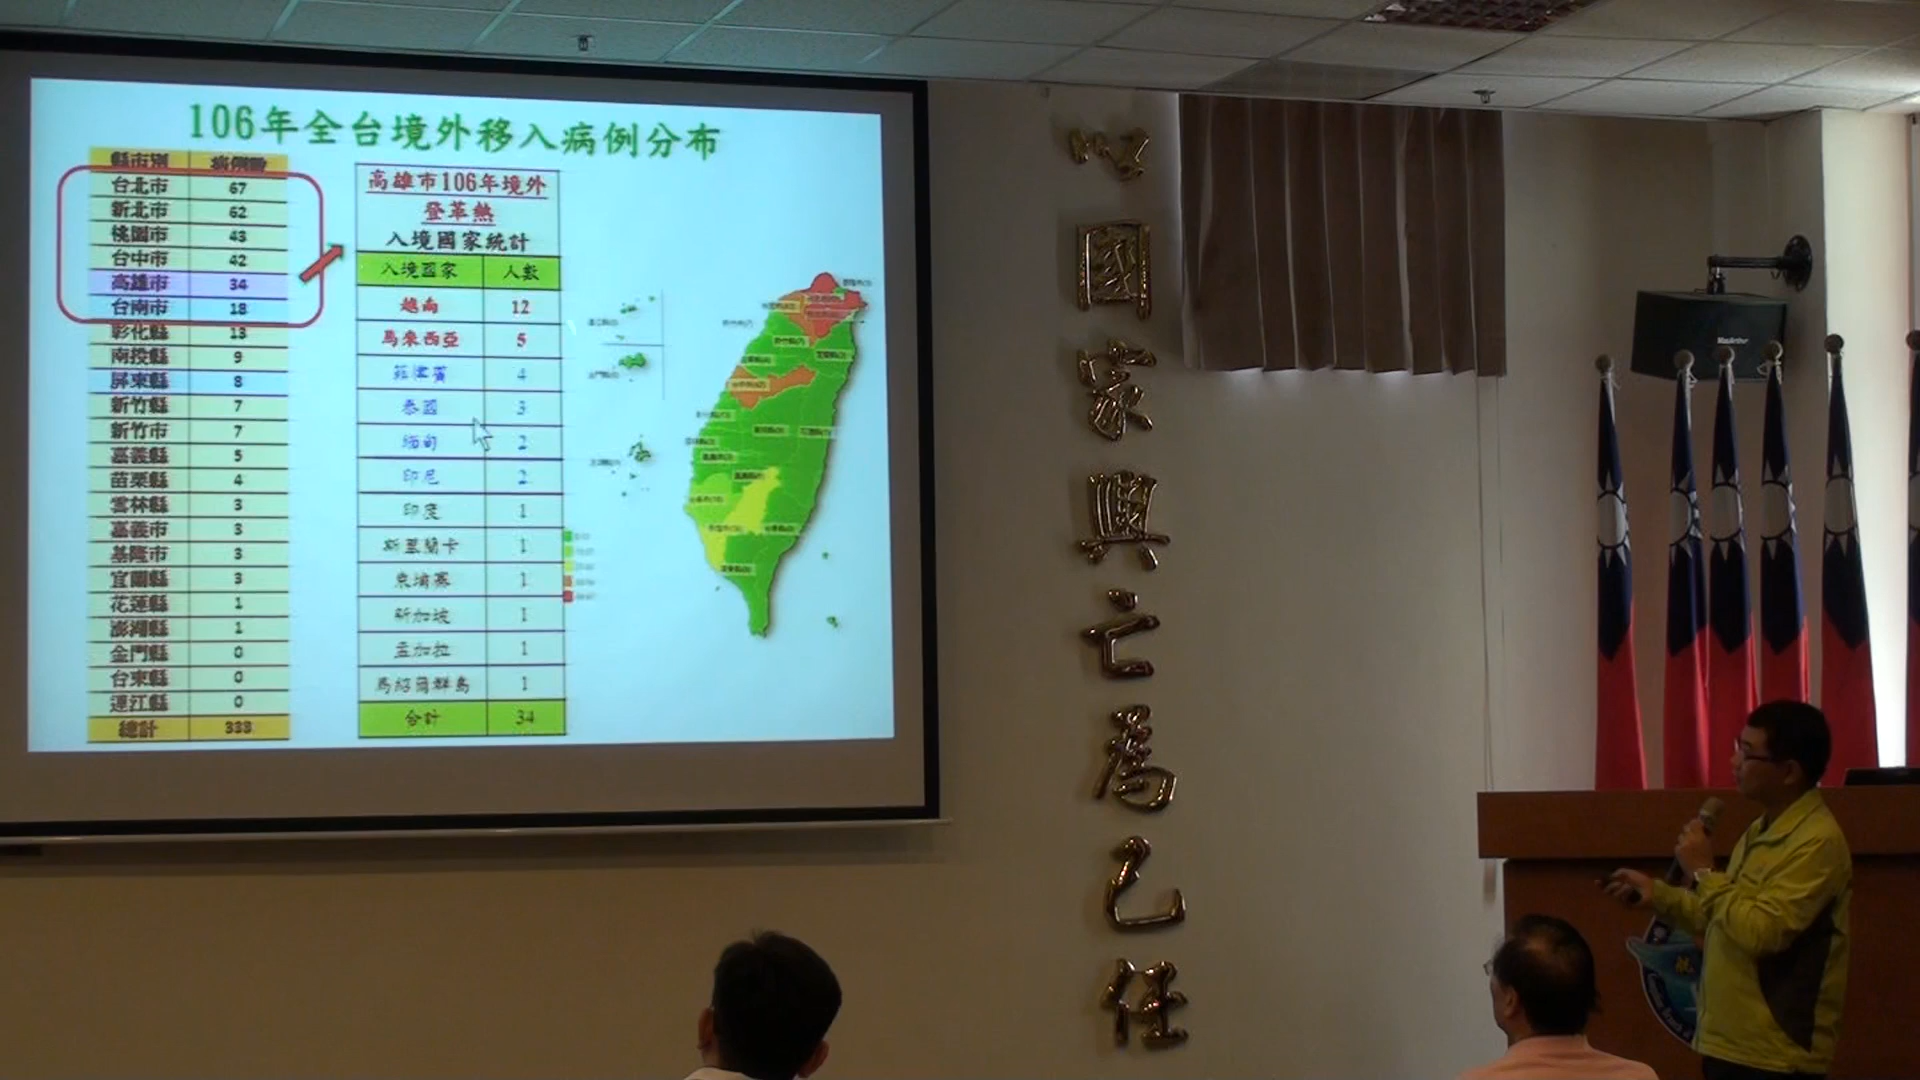 106年全台境外移入病例分布
縣市別 病例數
台北市 67
新北市 62
桃園市 43
台中市 42
高雄市 34
台南市 18
彰化縣 13
南投縣 9
屏東縣 8
新竹縣 7
新竹市 7
嘉義縣 5
苗栗縣 4
雲林縣 3
嘉義市 3
基隆市 3
宜蘭縣 3
花蓮縣 1
澎湖縣 1
金門縣 0
台東縣 0
連江縣 0
總計 333
高雄市106年境外
登革熱
入境國家統計
入境國家 人數
越南 12
馬來西亞 5
菲律賓 4
泰國 3
緬甸 2
印尼 2
印度 1
斯里蘭卡 1
柬埔寨 1
新加坡 1
孟加拉 1
馬紹爾群島 1
合計 34
以國家興亡為己任